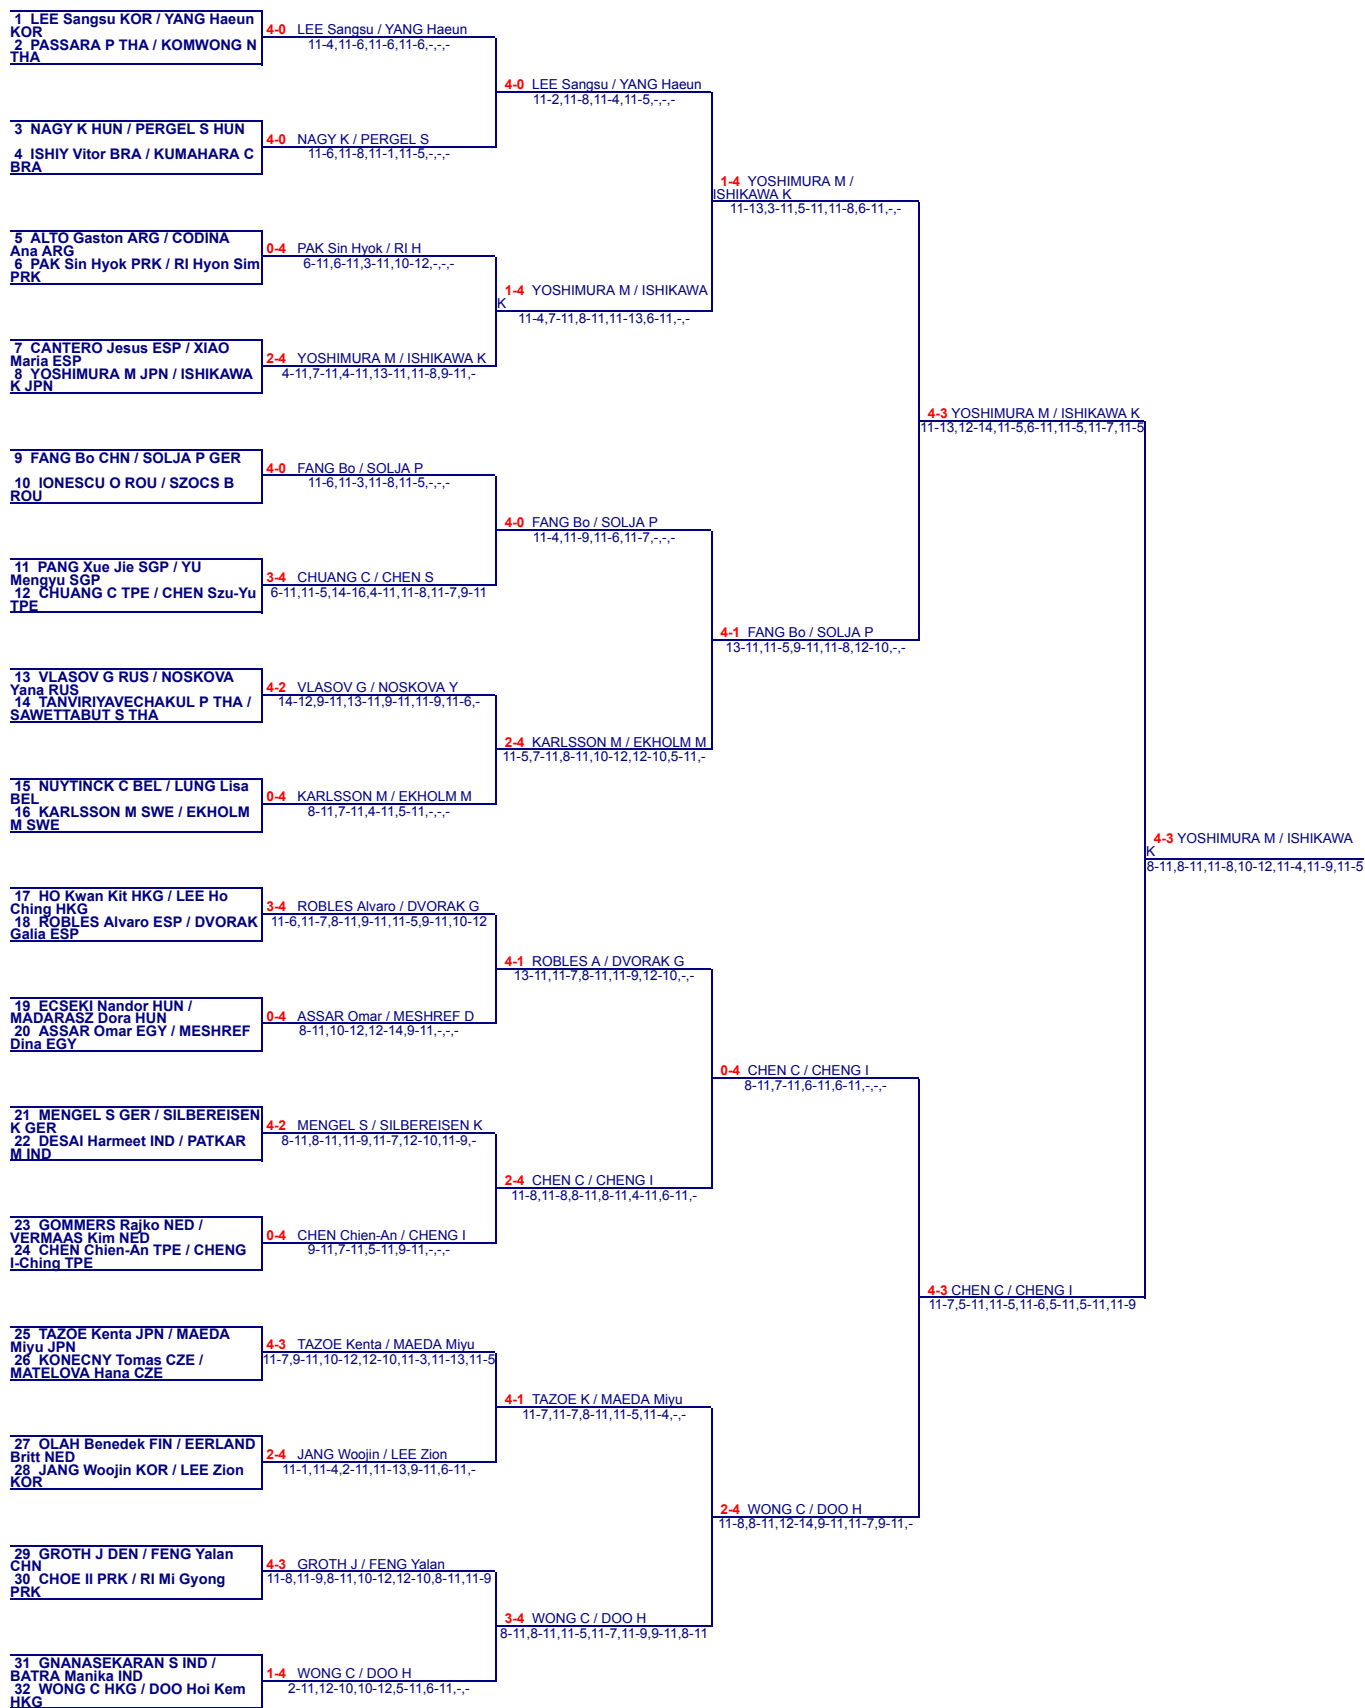 1 LEE Sangsu KOR / YANG Haeun
KOR
2 PASSARA P THA / KOMWONG N
THA
4-0 LEE Sangsu / YANG Haeun
11-4,11-6,11-6,11-6,-,-,-
4-0 LEE Sangsu / YANG Haeun
11-2,11-8,11-4,11-5,-,-,-
3 NAGY K HUN / PERGEL S HUN
4 ISHIY Vitor BRA / KUMAHARA C
BRA
4-0 NAGY K / PERGEL S
11-6,11-8,11-1,11-5,-,-,-
1-4 YOSHIMURA M /
ISHIKAWA K
11-13,3-11,5-11,11-8,6-11,-,-
5 ALTO Gaston ARG / CODINA
Ana ARG
6 PAK Sin Hyok PRK / RI Hyon Sim
PRK
0-4 PAK Sin Hyok / RI H
6-11,6-11,3-11,10-12,-,-,-
1-4 YOSHIMURA M / ISHIKAWA
K
11-4,7-11,8-11,11-13,6-11,-,-
7 CANTERO Jesus ESP / XIAO
Maria ESP
8 YOSHIMURA M JPN / ISHIKAWA
K JPN
2-4 YOSHIMURA M / ISHIKAWA K
4-11,7-11,4-11,13-11,11-8,9-11,-
4-3 YOSHIMURA M / ISHIKAWA K
11-13,12-14,11-5,6-11,11-5,11-7,11-5
9 FANG Bo CHN / SOLJA P GER
10 IONESCU O ROU / SZOCS B
ROU
4-0 FANG Bo / SOLJA P
11-6,11-3,11-8,11-5,-,-,-
4-0 FANG Bo / SOLJA P
11-4,11-9,11-6,11-7,-,-,-
11 PANG Xue Jie SGP / YU
Mengyu SGP
12 CHUANG C TPE / CHEN Szu-Yu
TPE
3-4 CHUANG C / CHEN S
6-11,11-5,14-16,4-11,11-8,11-7,9-11
4-1 FANG Bo / SOLJA P
13-11,11-5,9-11,11-8,12-10,-,-
13 VLASOV G RUS / NOSKOVA
Yana RUS
14 TANVIRIYAVECHAKUL P THA /
SAWETTABUT S THA
4-2 VLASOV G / NOSKOVA Y
14-12,9-11,13-11,9-11,11-9,11-6,-
2-4 KARLSSON M / EKHOLM M
11-5,7-11,8-11,10-12,12-10,5-11,-
15 NUYTINCK C BEL / LUNG Lisa
BEL
16 KARLSSON M SWE / EKHOLM
M SWE
0-4 KARLSSON M / EKHOLM M
8-11,7-11,4-11,5-11,-,-,-
4-3 YOSHIMURA M / ISHIKAWA
K
8-11,8-11,11-8,10-12,11-4,11-9,11-5
17 HO Kwan Kit HKG / LEE Ho
Ching HKG
18 ROBLES Alvaro ESP / DVORAK
Galia ESP
3-4 ROBLES Alvaro / DVORAK G
11-6,11-7,8-11,9-11,11-5,9-11,10-12
4-1 ROBLES A / DVORAK G
13-11,11-7,8-11,11-9,12-10,-,-
19 ECSEKI Nandor HUN /
MADARASZ Dora HUN
20 ASSAR Omar EGY / MESHREF
Dina EGY
0-4 ASSAR Omar / MESHREF D
8-11,10-12,12-14,9-11,-,-,-
0-4 CHEN C / CHENG I
8-11,7-11,6-11,6-11,-,-,-
21 MENGEL S GER / SILBEREISEN
K GER
22 DESAI Harmeet IND / PATKAR
M IND
4-2 MENGEL S / SILBEREISEN K
8-11,8-11,11-9,11-7,12-10,11-9,-
2-4 CHEN C / CHENG I
11-8,11-8,8-11,8-11,4-11,6-11,-
23 GOMMERS Rajko NED /
VERMAAS Kim NED
24 CHEN Chien-An TPE / CHENG
I-Ching TPE
0-4 CHEN Chien-An / CHENG I
9-11,7-11,5-11,9-11,-,-,-
4-3 CHEN C / CHENG I
11-7,5-11,11-5,11-6,5-11,5-11,11-9
25 TAZOE Kenta JPN / MAEDA
Miyu JPN
26 KONECNY Tomas CZE /
MATELOVA Hana CZE
4-3 TAZOE Kenta / MAEDA Miyu
11-7,9-11,10-12,12-10,11-3,11-13,11-5
4-1 TAZOE K / MAEDA Miyu
11-7,11-7,8-11,11-5,11-4,-,-
27 OLAH Benedek FIN / EERLAND
Britt NED
28 JANG Woojin KOR / LEE Zion
KOR
2-4 JANG Woojin / LEE Zion
11-1,11-4,2-11,11-13,9-11,6-11,-
2-4 WONG C / DOO H
11-8,8-11,12-14,9-11,11-7,9-11,-
29 GROTH J DEN / FENG Yalan
CHN
30 CHOE Il PRK / RI Mi Gyong
PRK
4-3 GROTH J / FENG Yalan
11-8,11-9,8-11,10-12,12-10,8-11,11-9
3-4 WONG C / DOO H
8-11,8-11,11-5,11-7,11-9,9-11,8-11
31 GNANASEKARAN S IND /
BATRA Manika IND
32 WONG C HKG / DOO Hoi Kem
HKG
1-4 WONG C / DOO H
2-11,12-10,10-12,5-11,6-11,-,-